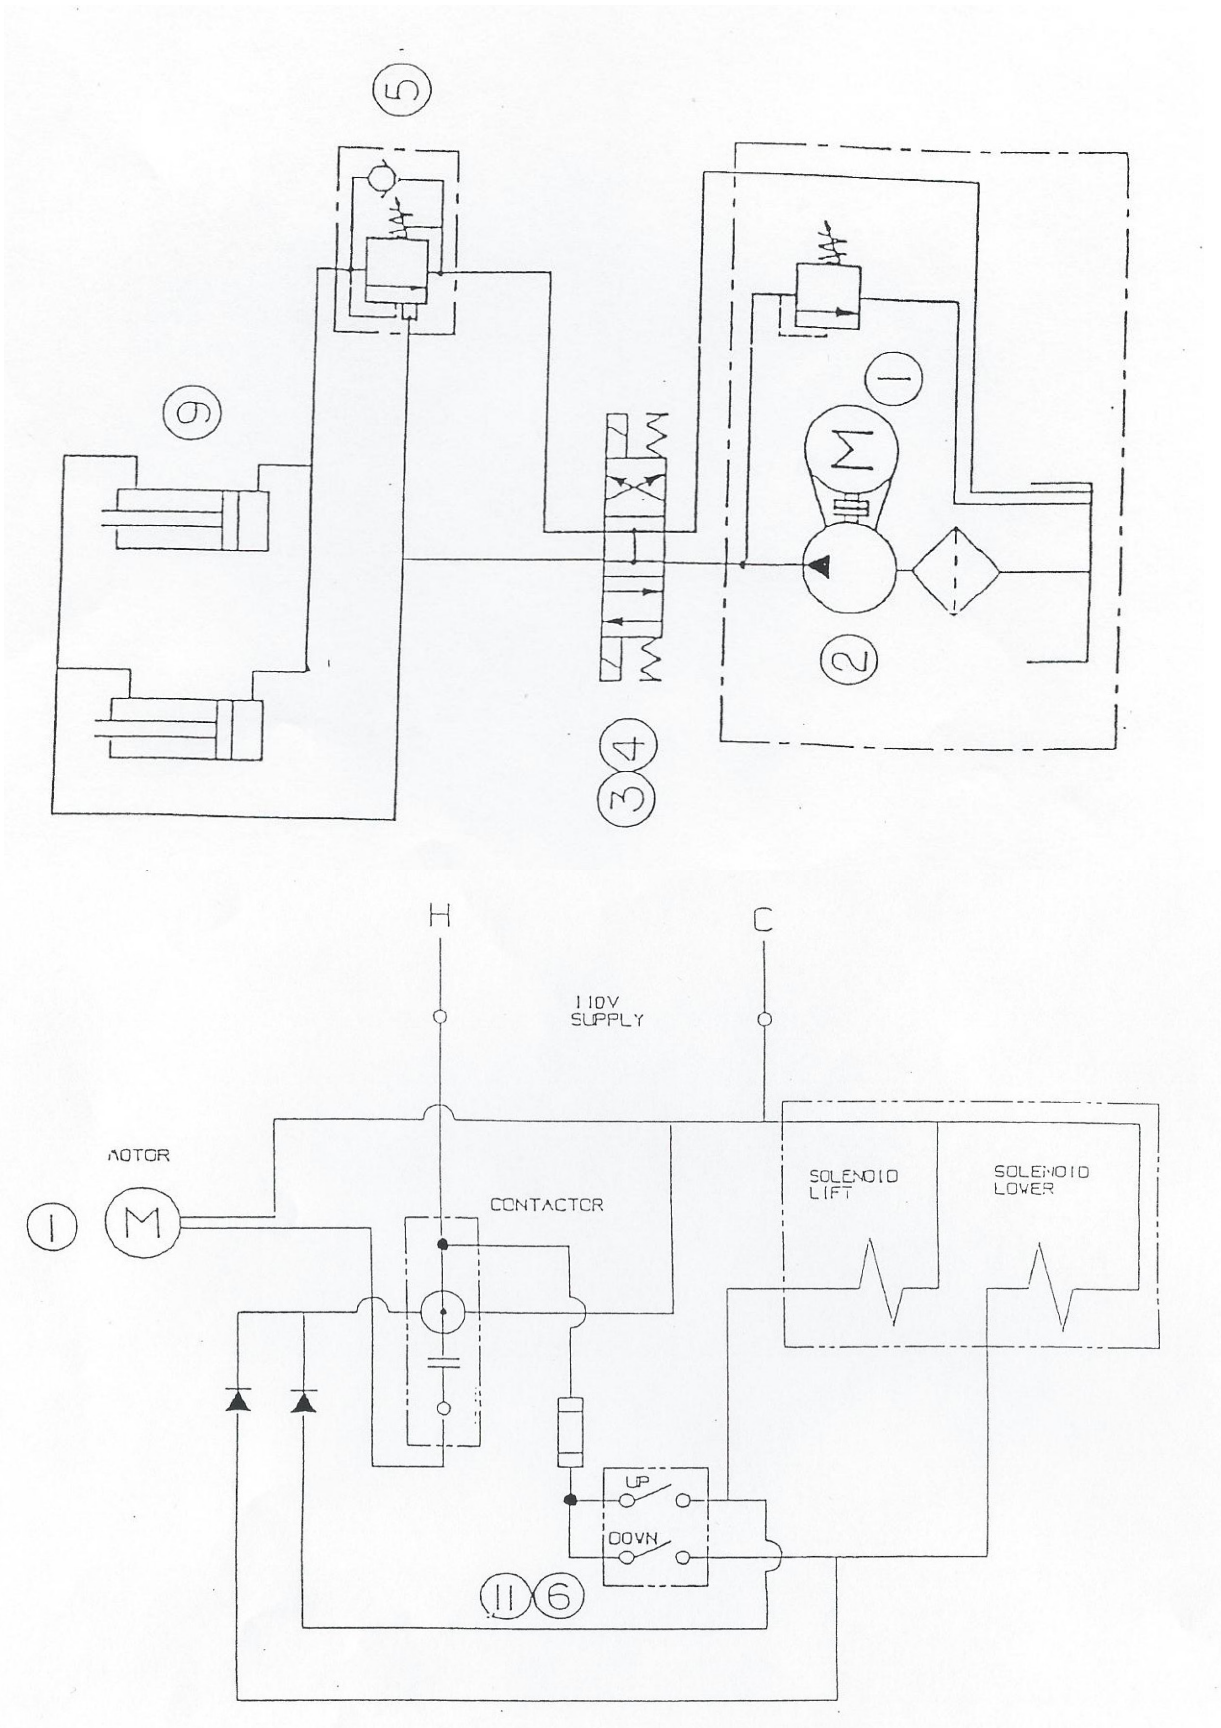 5
9
1
M
2
4
3
H
C
110V
SUPPLY
MOTOR
1
M
CONTACTOR
SOLENOID
LIFT
SOLENOID
LOWER
UP
DOWN
11 6